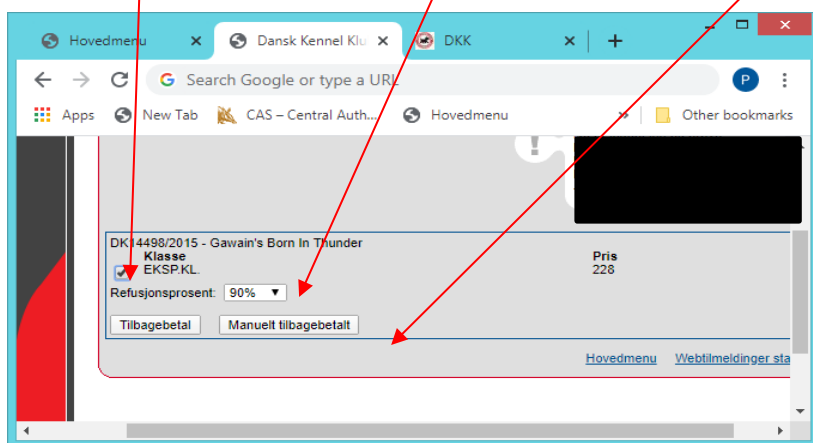 Hovedmenu
Dansk Kennel Klu
DKK
Search Google or type a URL
P
Apps
New Tab
CAS – Central Auth...
Hovedmenu
»
Other bookmarks
DK14498/2015 - Gawain's Born In Thunder
Klasse Pris
EKSP.KL. 228
Refusjonsprosent: 90%
Tilbagebetal Manuelt tilbagebetalt
Hovedmenu Webtilmeldinger sta